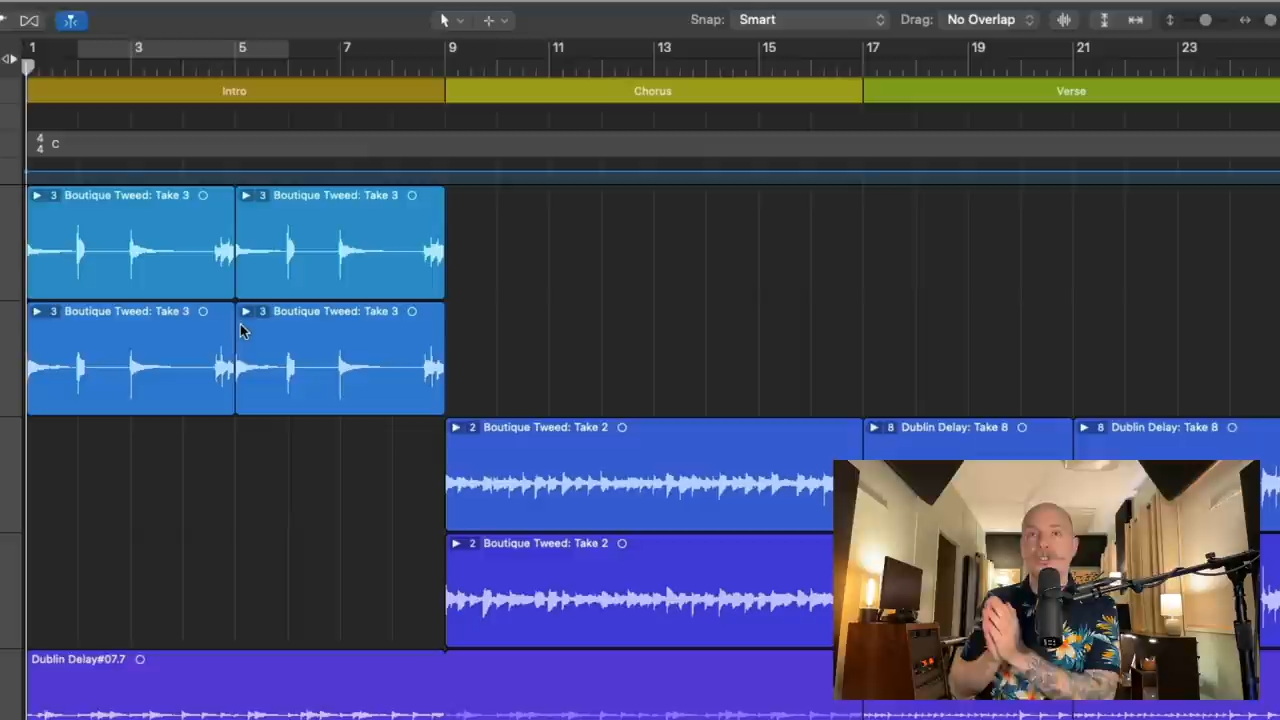 Snap: Smart Drag: No Overlap
1 3 5 7 9 11 13 15 17 19 21 23
Intro Chorus Verse
4
4 C
3 Boutique Tweed: Take 3 3 Boutique Tweed: Take 3
3 Boutique Tweed: Take 3 3 Boutique Tweed: Take 3
2 Boutique Tweed: Take 2 8 Dublin Delay: Take 8 8 Dublin Delay: Take 8
2 Boutique Tweed: Take 2
Dublin Delay#07.7